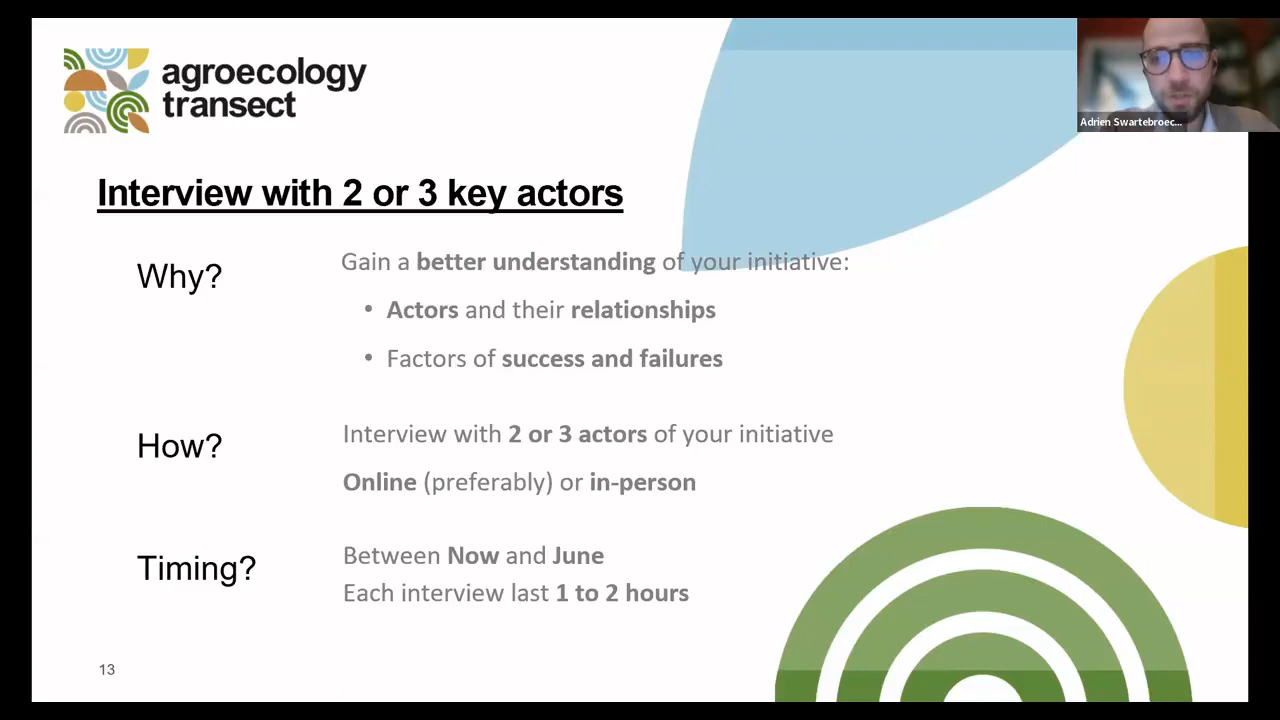 agroecology
transect
Adrien Swartebroec...
Interview with 2 or 3 key actors
Why?
Gain a better understanding of your initiative:
• Actors and their relationships
• Factors of success and failures
How?
Interview with 2 or 3 actors of your initiative
Online (preferably) or in-person
Timing?
Between Now and June
Each interview last 1 to 2 hours
13